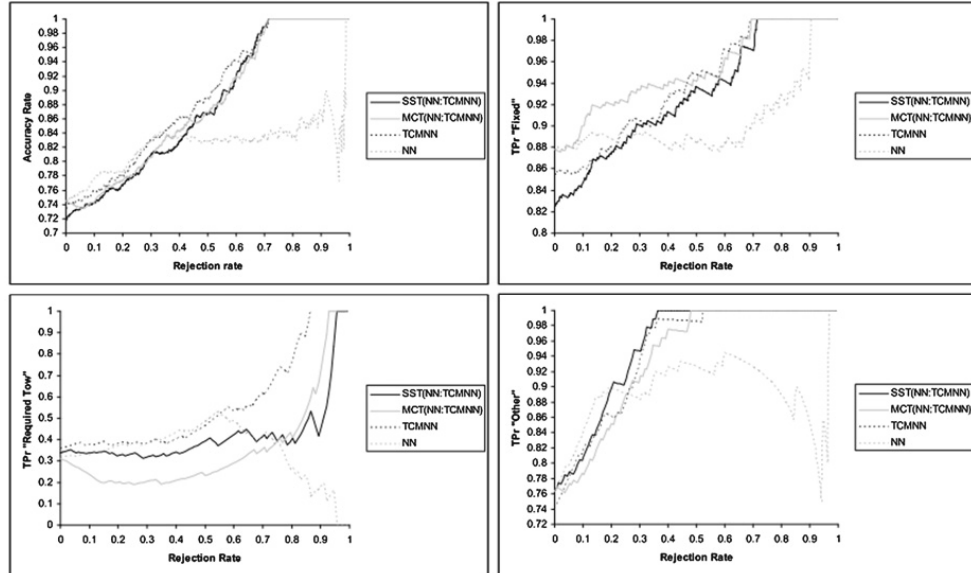 Accuracy Rate
1
0.98
0.96
0.94
0.92
0.9
0.88
0.86
0.84
0.82
0.8
0.78
0.76
0.74
0.72
0.7
0 0.1 0.2 0.3 0.4 0.5 0.6 0.7 0.8 0.9 1
Rejection rate
SST(NN:TCMNN)
MCT(NN:TCMNN)
TCMNN
NN
TPr "Fixed"
1
0.98
0.96
0.94
0.92
0.9
0.88
0.86
0.84
0.82
0.8
0 0.1 0.2 0.3 0.4 0.5 0.6 0.7 0.8 0.9 1
Rejection Rate
SST(NN:TCMNN)
MCT(NN:TCMNN)
TCMNN
NN
TPr "Required Tow"
1
0.9
0.8
0.7
0.6
0.5
0.4
0.3
0.2
0.1
0
0 0.1 0.2 0.3 0.4 0.5 0.6 0.7 0.8 0.9 1
Rejection Rate
SST(NN:TCMNN)
MCT(NN:TCMNN)
TCMNN
NN
TPr "Other"
1
0.98
0.96
0.94
0.92
0.9
0.88
0.86
0.84
0.82
0.8
0.78
0.76
0.74
0.72
0 0.1 0.2 0.3 0.4 0.5 0.6 0.7 0.8 0.9 1
Rejection Rate
SST(NN:TCMNN)
MCT(NN:TCMNN)
TCMNN
NN